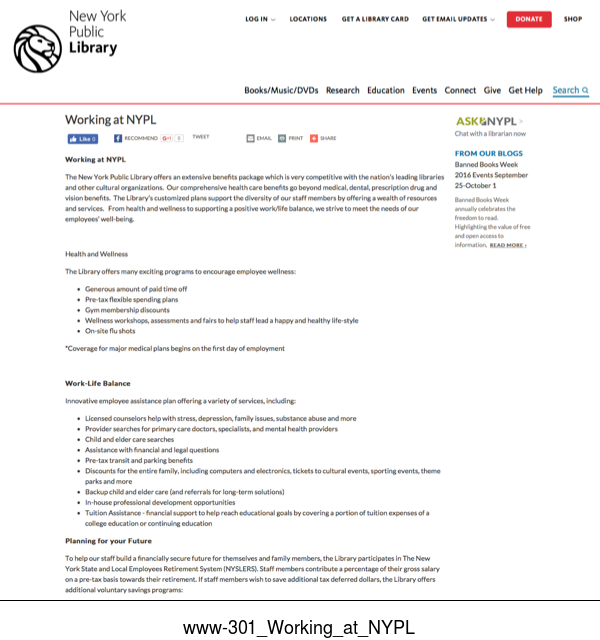 New York
Public
Library
LOG IN
LOCATIONS
GET A LIBRARY CARD
GET EMAIL UPDATES
DONATE
SHOP
Books/Music/DVDs Research Education Events Connect Give Get Help Search
Working at NYPL
Like 0
RECOMMEND
G+1 0
TWEET
EMAIL
PRINT
SHARE
Working at NYPL
The New York Public Library offers an extensive benefits package which is very competitive with the nation's leading libraries
and other cultural organizations. Our comprehensive health care benefits go beyond medical, dental, prescription drug and
vision benefits. The Library's customized plans support the diversity of our staff members by offering a wealth of resources
and services. From health and wellness to supporting a positive work/life balance, we strive to meet the needs of our
employees' well-being.
Health and Wellness
The Library offers many exciting programs to encourage employee wellness:
• Generous amount of paid time off
• Pre-tax flexible spending plans
• Gym membership discounts
• Wellness workshops, assessments and fairs to help staff lead a happy and healthy life-style
• On-site flu shots
*Coverage for major medical plans begins on the first day of employment
Work-Life Balance
Innovative employee assistance plan offering a variety of services, including:
• Licensed counselors help with stress, depression, family issues, substance abuse and more
• Provider searches for primary care doctors, specialists, and mental health providers
• Child and elder care searches
• Assistance with financial and legal questions
• Pre-tax transit and parking benefits
• Discounts for the entire family, including computers and electronics, tickets to cultural events, sporting events, theme
parks and more
• Backup child and elder care (and referrals for long-term solutions)
• In-house professional development opportunities
• Tuition Assistance - financial support to help reach educational goals by covering a portion of tuition expenses of a
college education or continuing education
Planning for your Future
To help our staff build a financially secure future for themselves and family members, the Library participates in The New
York State and Local Employees Retirement System (NYSLERS). Staff members contribute a percentage of their gross salary
on a pre-tax basis towards their retirement. If staff members wish to save additional tax deferred dollars, the Library offers
additional voluntary savings programs:
ASK NYPL >
Chat with a librarian now
FROM OUR BLOGS
Banned Books Week
2016 Events September
25-October 1
Banned Books Week
annually celebrates the
freedom to read.
Highlighting the value of free
and open access to
information, READ MORE ›
www-301_Working_at_NYPL